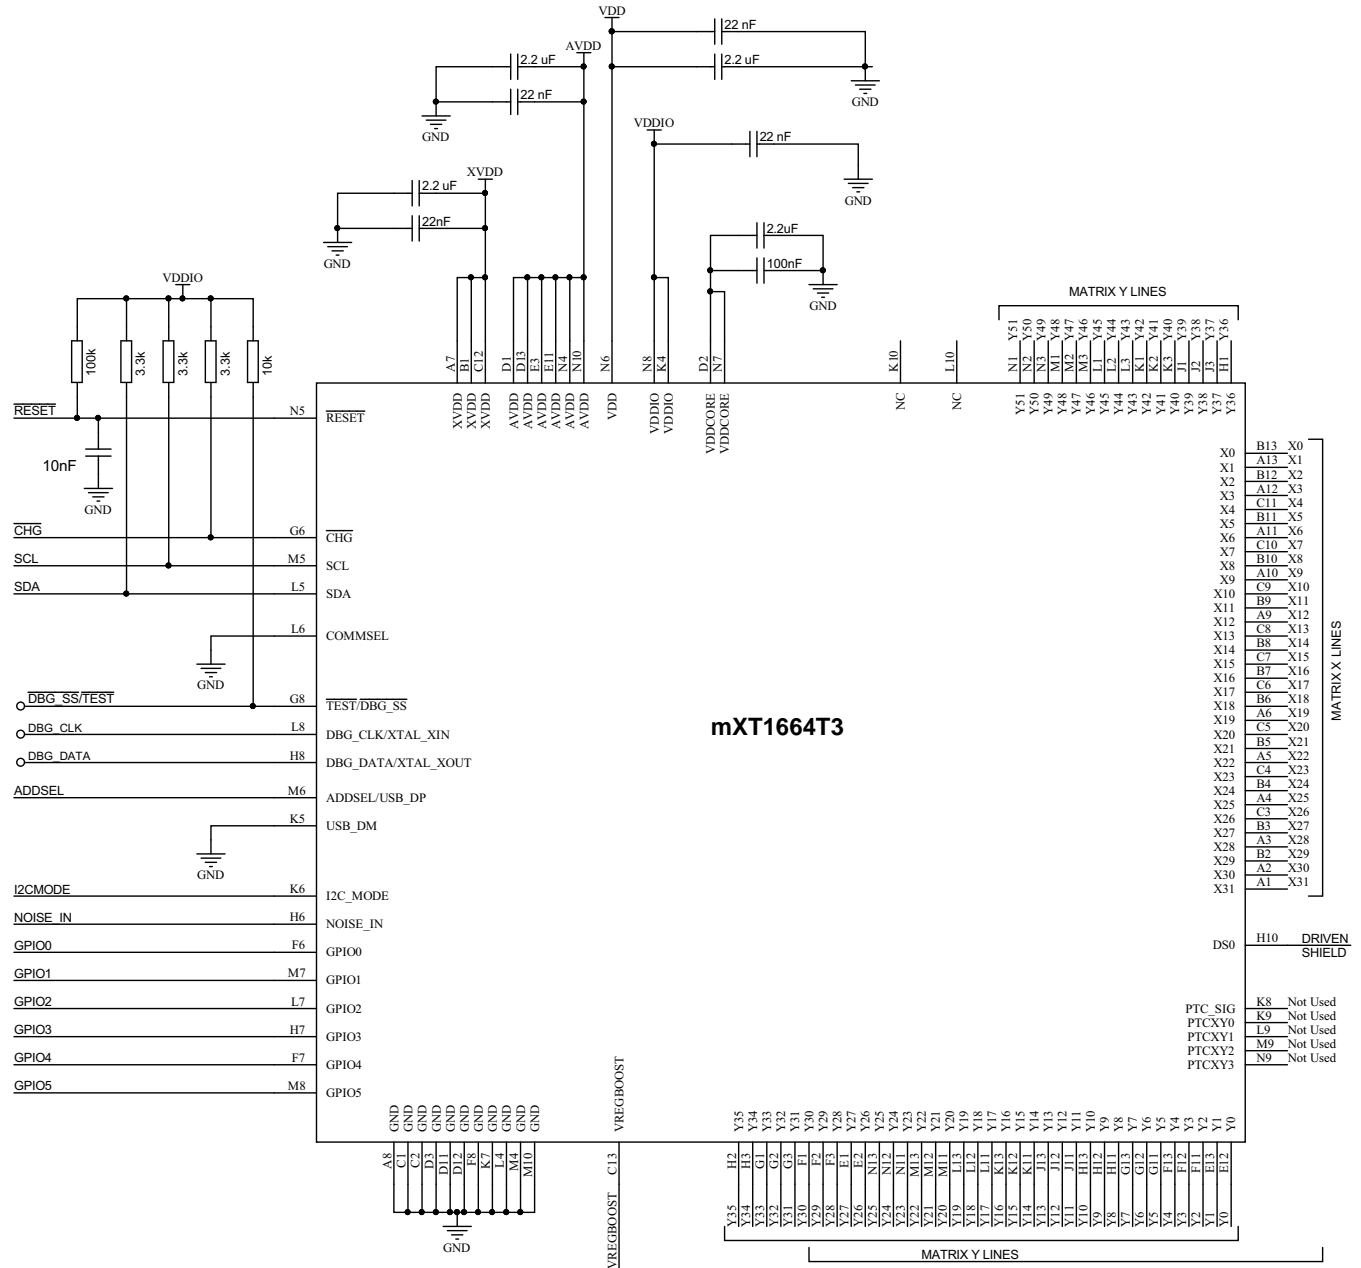 VDD
22 nF
2.2 uF
GND
AVDD
2.2 uF
22 nF
GND
VDDIO
22 nF
GND
XVDD
2.2 uF
22nF
GND
2.2uF
100nF
GND
VDDIO
100k
3.3k
3.3k
3.3k
10k
MATRIX Y LINES
Y51 Y50 Y49 Y48 Y47 Y46 Y45 Y44 Y43 Y42 Y41 Y40 Y39 Y38 Y37 Y36
A7 B1 C12 D1 D13 E3 E11 N4 N10 N6 N8 K4 D2 N7 K10 L10 N1 N2 N3 M1 M2 M3 L1 L2 L3 K1 K2 K3 J1 J2 J3 H1
XVDD XVDD XVDD AVDD AVDD AVDD AVDD AVDD AVDD VDD VDDIO VDDIO VDDCORE VDDCORE NC NC Y51 Y50 Y49 Y48 Y47 Y46 Y45 Y44 Y43 Y42 Y41 Y40 Y39 Y38 Y37 Y36
RESET N5 RESET
10nF
GND
CHG G6 CHG
SCL M5 SCL
SDA L5 SDA
L6 COMMSEL
GND
DBG_SS/TEST G8 TEST/DBG_SS
DBG_CLK L8 DBG_CLK/XTAL_XIN
DBG_DATA H8 DBG_DATA/XTAL_XOUT
ADDSEL M6 ADDSEL/USB_DP
K5 USB_DM
GND
I2CMODE K6 I2C_MODE
NOISE_IN H6 NOISE_IN
GPIO0 F6 GPIO0
GPIO1 M7 GPIO1
GPIO2 L7 GPIO2
GPIO3 H7 GPIO3
GPIO4 F7 GPIO4
GPIO5 M8 GPIO5
mXT1664T3
X0 B13 X0
X1 A13 X1
X2 B12 X2
X3 A12 X3
X4 C11 X4
X5 B11 X5
X6 A11 X6
X7 C10 X7
X8 B10 X8
X9 A10 X9
X10 C9 X10
X11 B9 X11
X12 A9 X12
X13 C8 X13
X14 B8 X14
X15 C7 X15
X16 B7 X16
X17 C6 X17
X18 B6 X18
X19 A6 X19
X20 C5 X20
X21 B5 X21
X22 A5 X22
X23 C4 X23
X24 B4 X24
X25 A4 X25
X26 C3 X26
X27 B3 X27
X28 A3 X28
X29 B2 X29
X30 A2 X30
X31 A1 X31
MATRIX X LINES
DS0 H10 DRIVEN
SHIELD
PTC_SIG K8 Not Used
PTCXY0 K9 Not Used
PTCXY1 L9 Not Used
PTCXY2 M9 Not Used
PTCXY3 N9 Not Used
GND GND GND GND GND GND GND GND GND GND GND VREGBOOST Y35 Y34 Y33 Y32 Y31 Y30 Y29 Y28 Y27 Y26 Y25 Y24 Y23 Y22 Y21 Y20 Y19 Y18 Y17 Y16 Y15 Y14 Y13 Y12 Y11 Y10 Y9 Y8 Y7 Y6 Y5 Y4 Y3 Y2 Y1 Y0
A8 C1 C2 D3 D11 D12 F8 K7 L4 M4 M10 C13 H2 H3 G1 G2 G3 F1 F2 F3 E1 E2 N13 N12 N11 M13 M12 M11 L13 L12 L11 K13 K12 K11 J13 J12 J11 H13 H12 H11 G13 G12 G11 F13 F12 F11 E13 E12
GND
VREGBOOST
Y35 Y34 Y33 Y32 Y31 Y30 Y29 Y28 Y27 Y26 Y25 Y24 Y23 Y22 Y21 Y20 Y19 Y18 Y17 Y16 Y15 Y14 Y13 Y12 Y11 Y10 Y9 Y8 Y7 Y6 Y5 Y4 Y3 Y2 Y1 Y0
MATRIX Y LINES